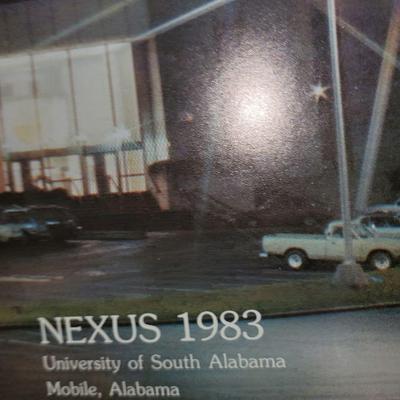 NEXUS 1983
University of South Alabama
Mobile, Alabama